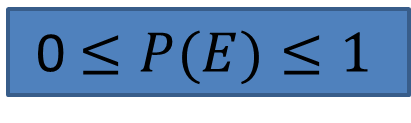 0 ≤ P(E) ≤ 1